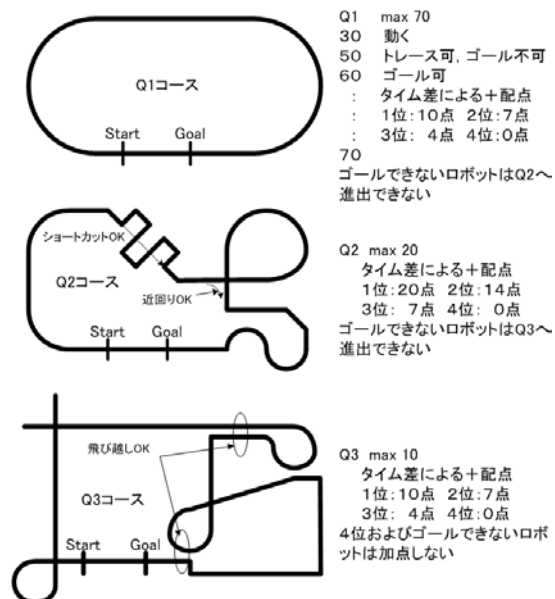 Q1コース
Start Goal
Q1 max 70
30 動く
50 トレース可, ゴール不可
60 ゴール可
: タイム差による＋配点
: 1位:10点 2位:7点
: 3位: 4点 4位:0点
70
ゴールできないロボットはQ2へ
進出できない
ショートカットOK
Q2コース
近回りOK
Start Goal
Q2 max 20
タイム差による＋配点
1位:20点 2位:14点
3位: 7点 4位: 0点
ゴールできないロボットはQ3へ
進出できない
飛び越しOK
Q3コース
Start Goal
Q3 max 10
タイム差による＋配点
1位:10点 2位:7点
3位: 4点 4位:0点
4位およびゴールできないロボ
ットは加点しない